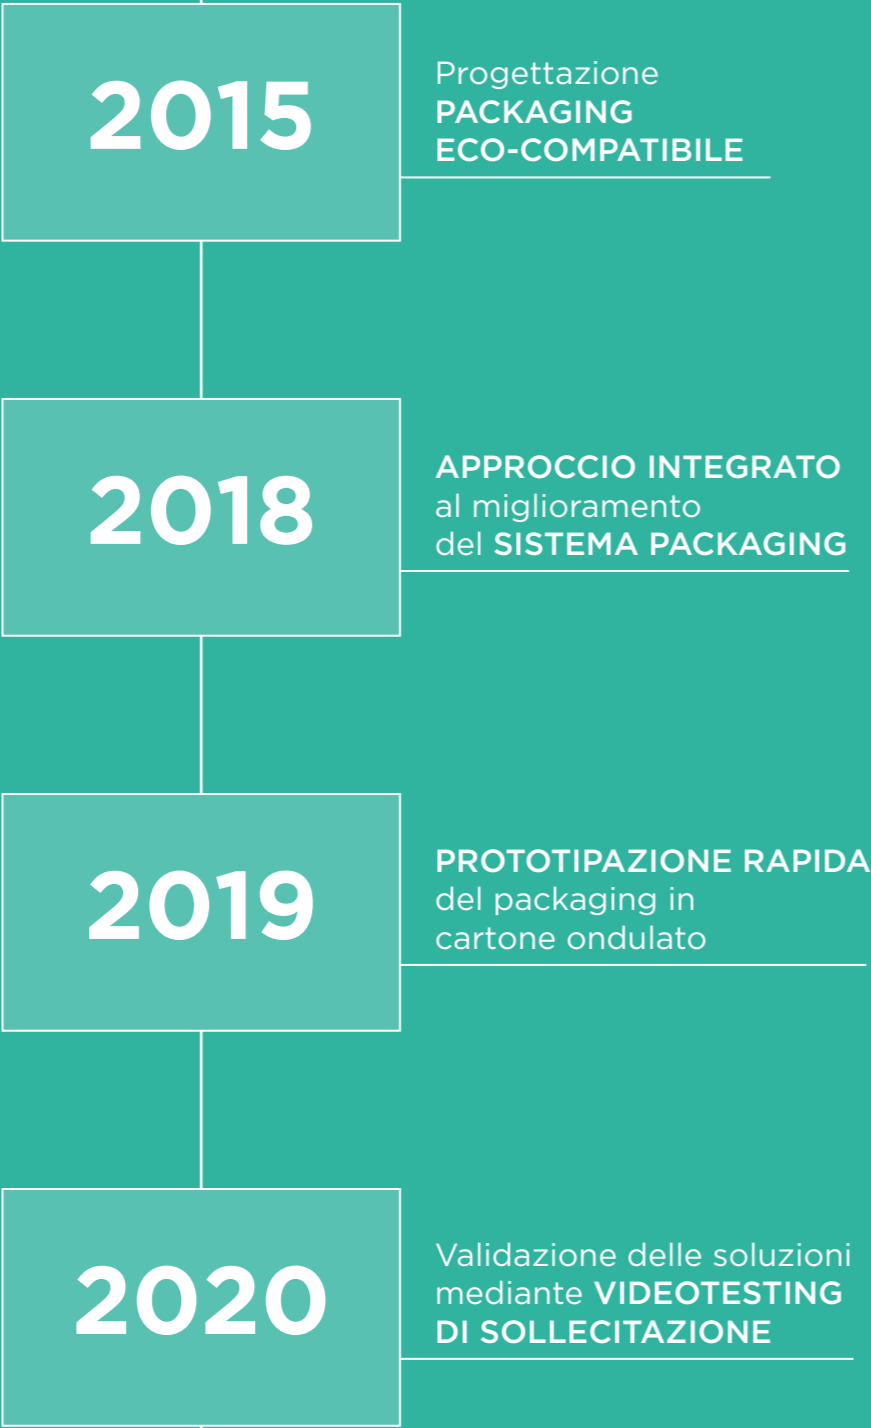 2015
Progettazione
PACKAGING
ECO-COMPATIBILE
2018
APPROCCIO INTEGRATO
al miglioramento
del SISTEMA PACKAGING
2019
PROTOTIPAZIONE RAPIDA
del packaging in
cartone ondulato
2020
Validazione delle soluzioni
mediante VIDEOTESTING
DI SOLLECITAZIONE